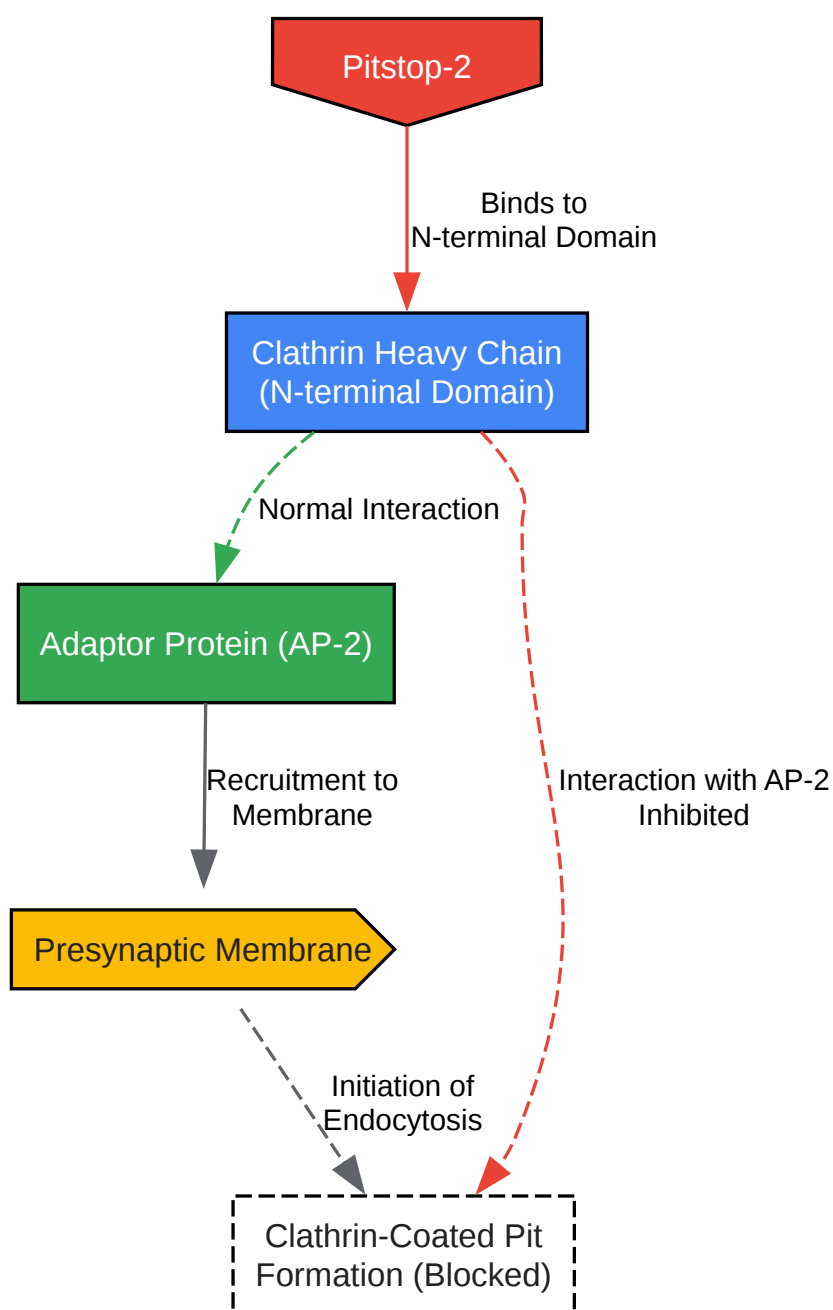 Pitstop-2
Binds to
N-terminal Domain
Clathrin Heavy Chain
(N-terminal Domain)
Normal Interaction
Adaptor Protein (AP-2)
Recruitment to
Membrane
Interaction with AP-2
Inhibited
Presynaptic Membrane
Initiation of
Endocytosis
Clathrin-Coated Pit
Formation (Blocked)